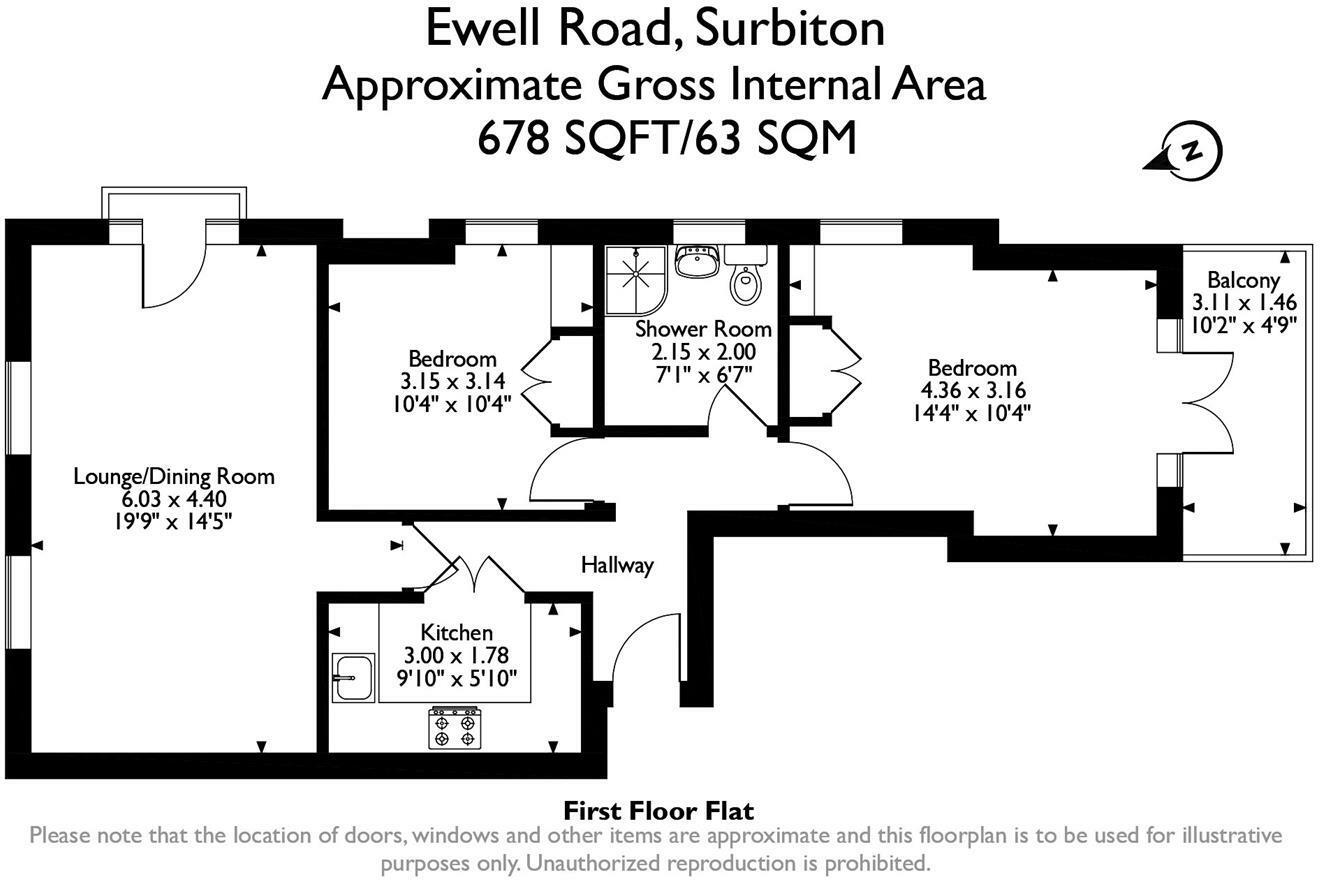 Ewell Road, Surbiton
Approximate Gross Internal Area
678 SQFT/63 SQM
N
Balcony
3.11 x 1.46
10'2" x 4'9"
Shower Room
2.15 x 2.00
7'1" x 6'7"
Bedroom
3.15 x 3.14
10'4" x 10'4"
Bedroom
4.36 x 3.16
14'4" x 10'4"
Lounge/Dining Room
6.03 x 4.40
19'9" x 14'5"
Hallway
Kitchen
3.00 x 1.78
9'10" x 5'10"
First Floor Flat
Please note that the location of doors, windows and other items are approximate and this floorplan is to be used for illustrative
purposes only. Unauthorized reproduction is prohibited.